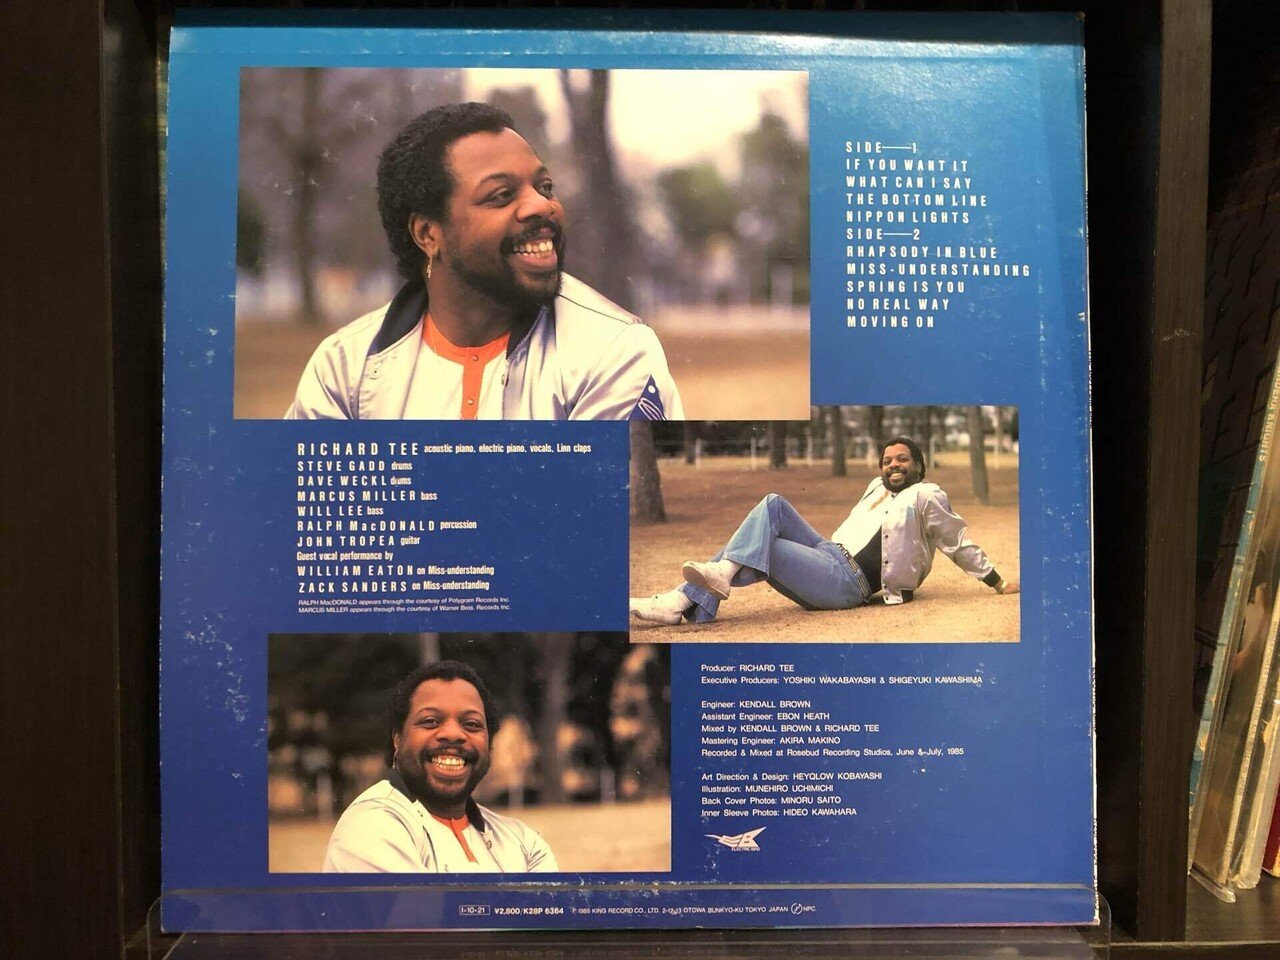 SIDE——1
IF YOU WANT IT
WHAT CAN I SAY
THE BOTTOM LINE
NIPPON LIGHTS
SIDE——2
RHAPSODY IN BLUE
MISS-UNDERSTANDING
SPRING IS YOU
NO REAL WAY
MOVING ON
RICHARD TEE acoustic piano, electric piano, vocals, Linn claps
STEVE GADD drums
DAVE WECKL drums
MARCUS MILLER bass
WILL LEE bass
RALPH MacDONALD percussion
JOHN TROPEA guitar
Guest vocal performance by
WILLIAM EATON on Miss-understanding
ZACK SANDERS on Miss-understanding
RALPH MacDONALD appears through the courtesy of Polygram Records Inc.
MARCUS MILLER appears through the courtesy of Warner Bros. Records Inc.
Producer: RICHARD TEE
Executive Producers: YOSHIKI WAKABAYASHI & SHIGEYUKI KAWASHIMA
Engineer: KENDALL BROWN
Assistant Engineer: EBON HEATH
Mixed by KENDALL BROWN & RICHARD TEE
Mastering Engineer: AKIRA MAKINO
Recorded & Mixed at Rosebud Recording Studios, June & July, 1985
Art Direction & Design: HEYQLOW KOBAYASHI
Illustration: MUNEHIRO UCHIMICHI
Back Cover Photos: MINORU SAITO
Inner Sleeve Photos: HIDEO KAWAHARA
EB
ELECTRIC BIRD
I-10-21 ¥2,800/K28P 6364 Ⓟ 1985 KING RECORD CO., LTD. 2-12-13 OTOWA BUNKYO-KU TOKYO JAPAN NPC.